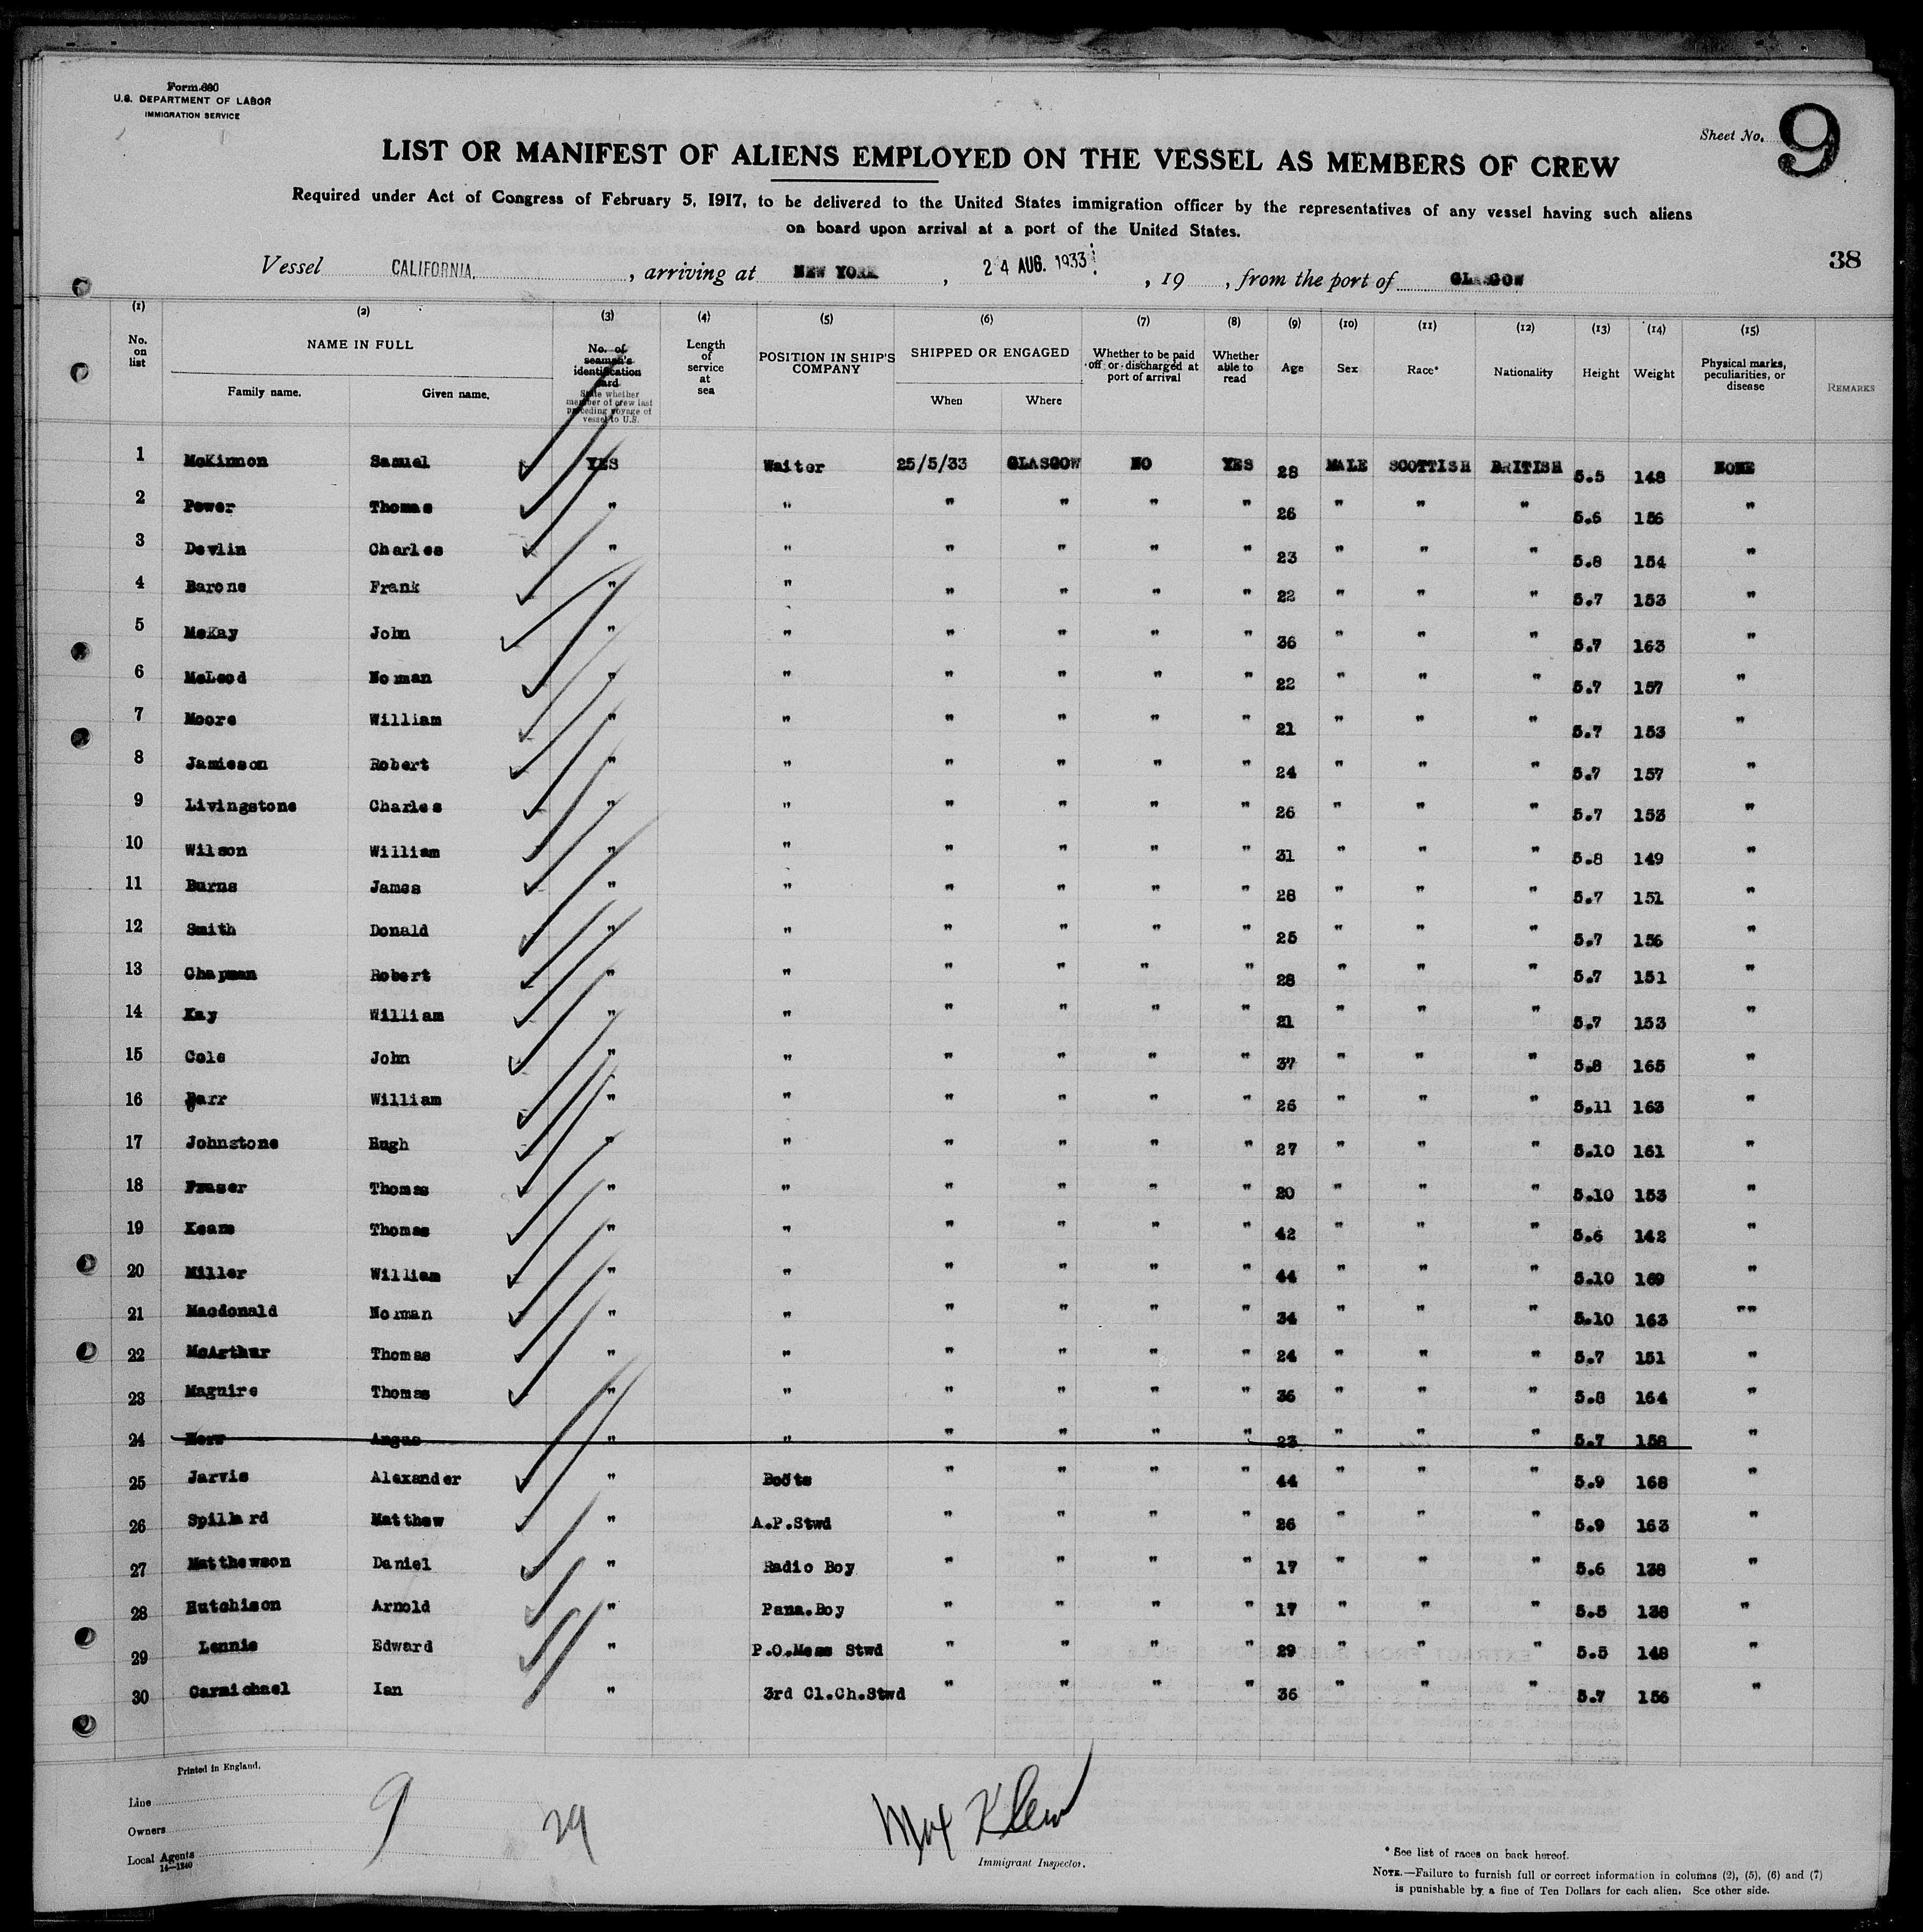 Form 680
U.S. DEPARTMENT OF LABOR
IMMIGRATION SERVICE
Sheet No. 9
LIST OR MANIFEST OF ALIENS EMPLOYED ON THE VESSEL AS MEMBERS OF CREW
Required under Act of Congress of February 5, 1917, to be delivered to the United States immigration officer by the representatives of any vessel having such aliens
on board upon arrival at a port of the United States.
38
Vessel CALIFORNIA. , arriving at NEW YORK , 24 AUG. 1933 , 19 , from the port of GLASGOW
(1) (2) (3) (4) (5) (6) (7) (8) (9) (10) (11) (12) (13) (14) (15)
No. on list NAME IN FULL Family name. Given name. No. of seaman's identification card State whether member of crew last preceding voyage of vessel to U.S. Length of service at sea POSITION IN SHIP'S COMPANY SHIPPED OR ENGAGED When Where Whether to be paid off or discharged at port of arrival Whether able to read Age Sex Race* Nationality Height Weight Physical marks, peculiarities, or disease REMARKS
1 McKinnon Samuel YES Waiter 25/5/33 GLASGOW NO YES 28 MALE SCOTTISH BRITISH 5.5 148 NONE
2 Power Thomas " " " " " " 26 " " " 5.6 156 "
3 Devlin Charles " " " " " " 23 " " " 5.8 154 "
4 Barone Frank " " " " " " 22 " " " 5.7 153 "
5 McKay John " " " " " " 36 " " " 5.7 163 "
6 McLeod Norman " " " " " " 22 " " " 5.7 157 "
7 Moore William " " " " " " 21 " " " 5.7 153 "
8 Jamieson Robert " " " " " " 24 " " " 5.7 157 "
9 Livingstone Charles " " " " " " 26 " " " 5.7 153 "
10 Wilson William " " " " " " 31 " " " 5.8 149 "
11 Burns James " " " " " " 28 " " " 5.7 151 "
12 Smith Donald " " " " " " 25 " " " 5.7 156 "
13 Chapman Robert " " " " " " 28 " " " 5.7 151 "
14 Kay William " " " " " " 21 " " " 5.7 153 "
15 Cole John " " " " " " 37 " " " 5.8 165 "
16 Barr William " " " " " " 26 " " " 5.11 163 "
17 Johnstone Hugh " " " " " " 27 " " " 5.10 161 "
18 Fraser Thomas " " " " " " 20 " " " 5.10 153 "
19 Keam Thomas " " " " " " 42 " " " 5.6 142 "
20 Miller William " " " " " " 44 " " " 5.10 169 "
21 Macdonald Norman " " " " " " 34 " " " 5.10 163 ""
22 McArthur Thomas " " " " " " 24 " " " 5.7 151 "
23 Maguire Thomas " " " " " " 36 " " " 5.8 164 "
24 Angus " " " " " " 23 " " " 5.7 158 "
25 Jarvis Alexander " Boots " " " " 44 " " " 5.9 168 "
26 Spillard Matthew " A.P.Stwd " " " " 26 " " " 5.9 163 "
27 Matthewson Daniel " Radio Boy " " " " 17 " " " 5.6 138 "
28 Hutchison Arnold " Pana.Boy " " " " 17 " " " 5.5 138 "
29 Lennie Edward " P.O.Mess Stwd " " " " 29 " " " 5.5 148 "
30 Carmichael Ian " 3rd Cl.Ch.Stwd " " " " 36 " " " 5.7 156 "
Printed in England.
Line
Owners
Local Agents
14—1240
9
29
Immigrant Inspector.
* See list of races on back hereof.
NOTE.—Failure to furnish full or correct information in columns (2), (5), (6) and (7)
is punishable by a fine of Ten Dollars for each alien. See other side.